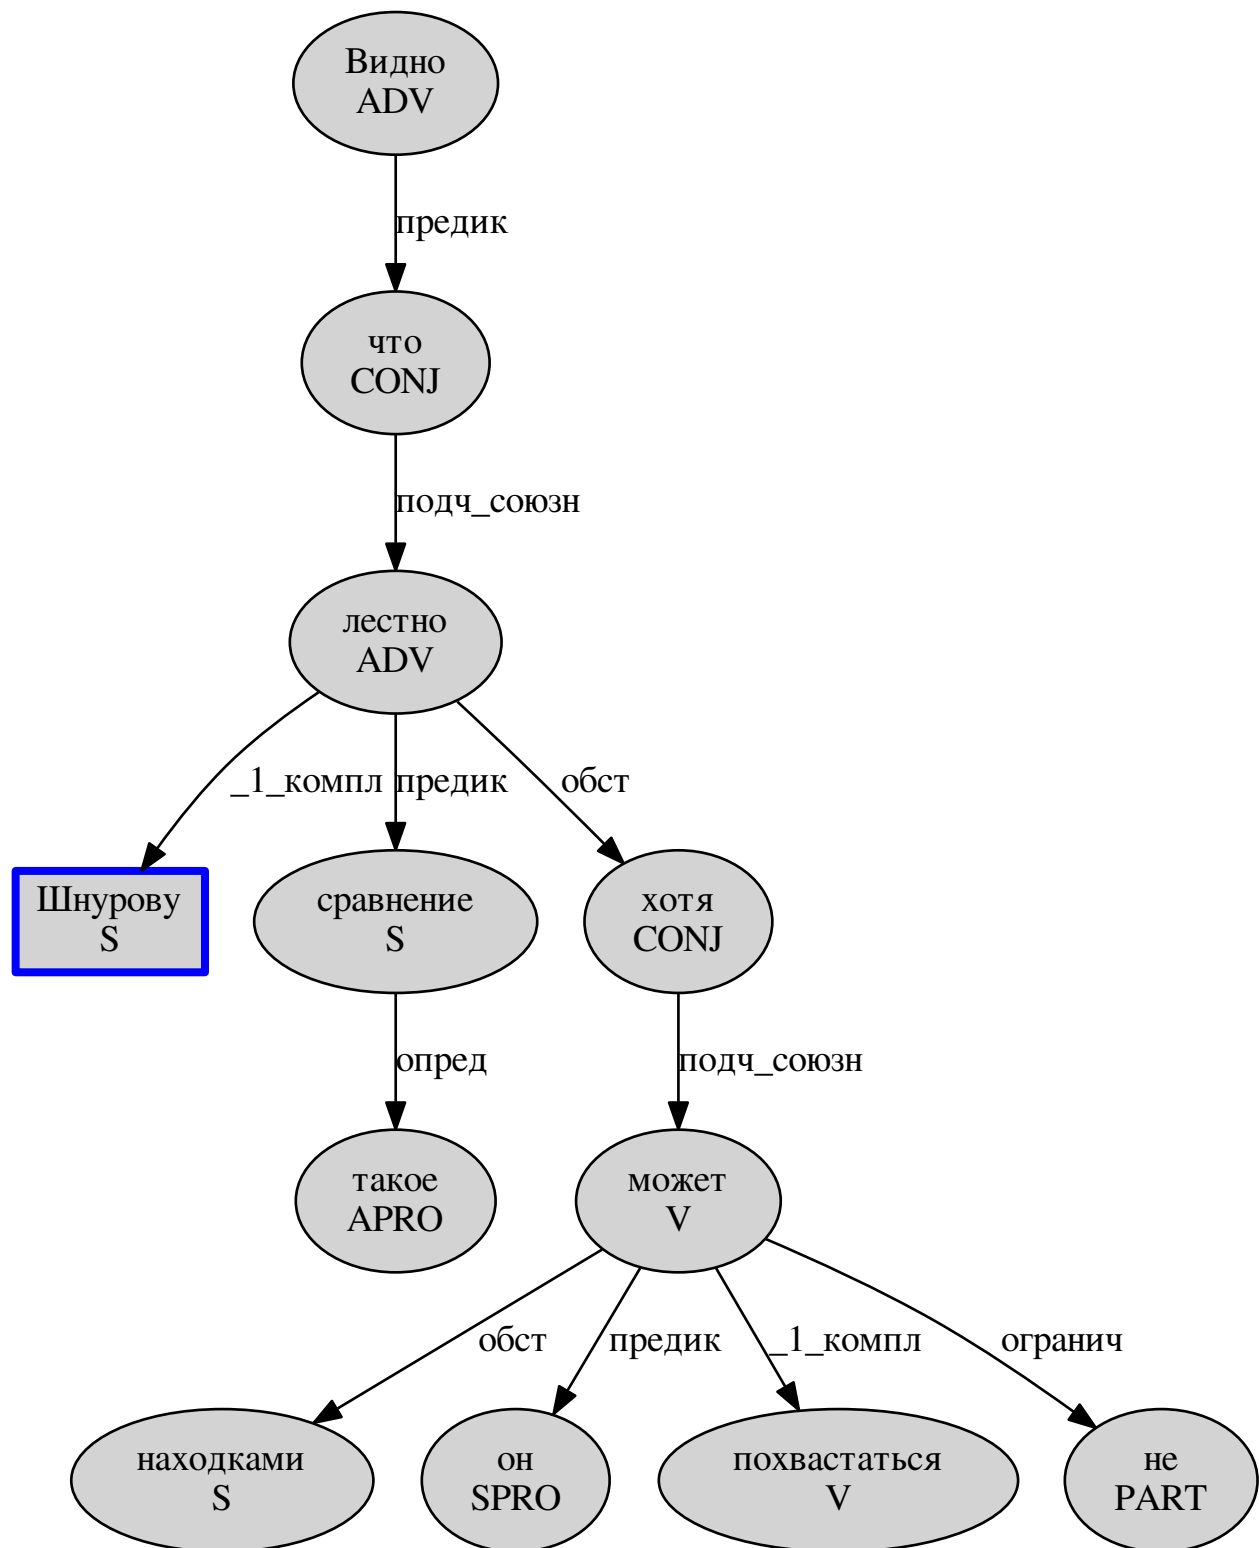 Видно
ADV
предик
что
CONJ
подч_союзн
лестно
ADV
_1_компл
предик
обст
Шнурову
S
сравнение
S
хотя
CONJ
опред
подч_союзн
такое
APRO
может
V
обст
предик
_1_компл
огранич
находками
S
он
SPRO
похвастаться
V
не
PART